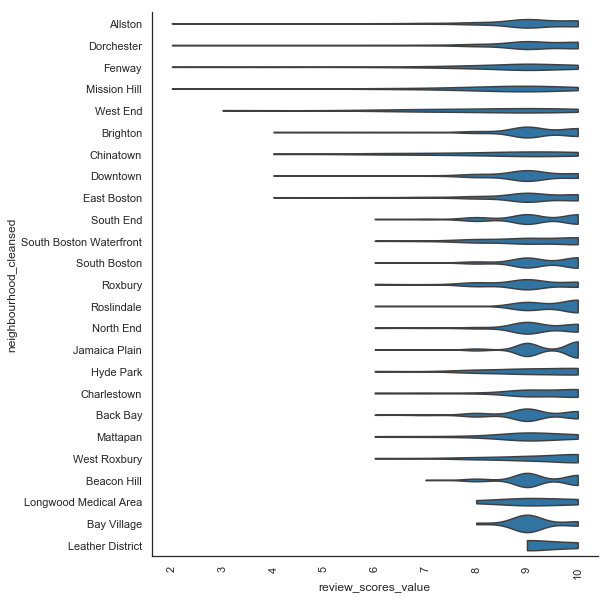 Allston
Dorchester
Fenway
Mission Hill
West End
Brighton
Chinatown
Downtown
East Boston
South End
South Boston Waterfront
South Boston
Roxbury
Roslindale
North End
Jamaica Plain
Hyde Park
Charlestown
Back Bay
Mattapan
West Roxbury
Beacon Hill
Longwood Medical Area
Bay Village
Leather District
neighbourhood_cleansed
2 3 4 5 6 7 8 9 10
review_scores_value